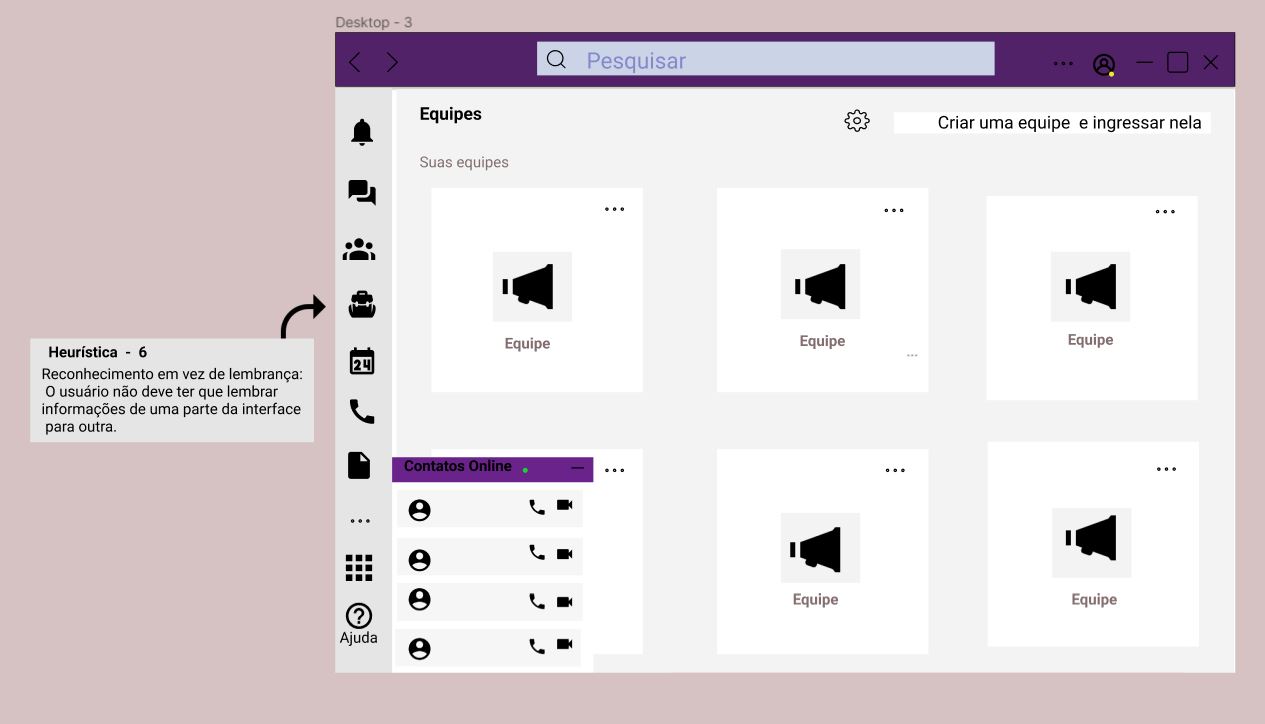 Desktop - 3
Pesquisar
Equipes
Criar uma equipe e ingressar nela
Suas equipes
Equipe
Equipe
Equipe
Heurística - 6
Reconhecimento em vez de lembrança:
O usuário não deve ter que lembrar
informações de uma parte da interface
para outra.
24
Contatos Online
Equipe
Equipe
Ajuda